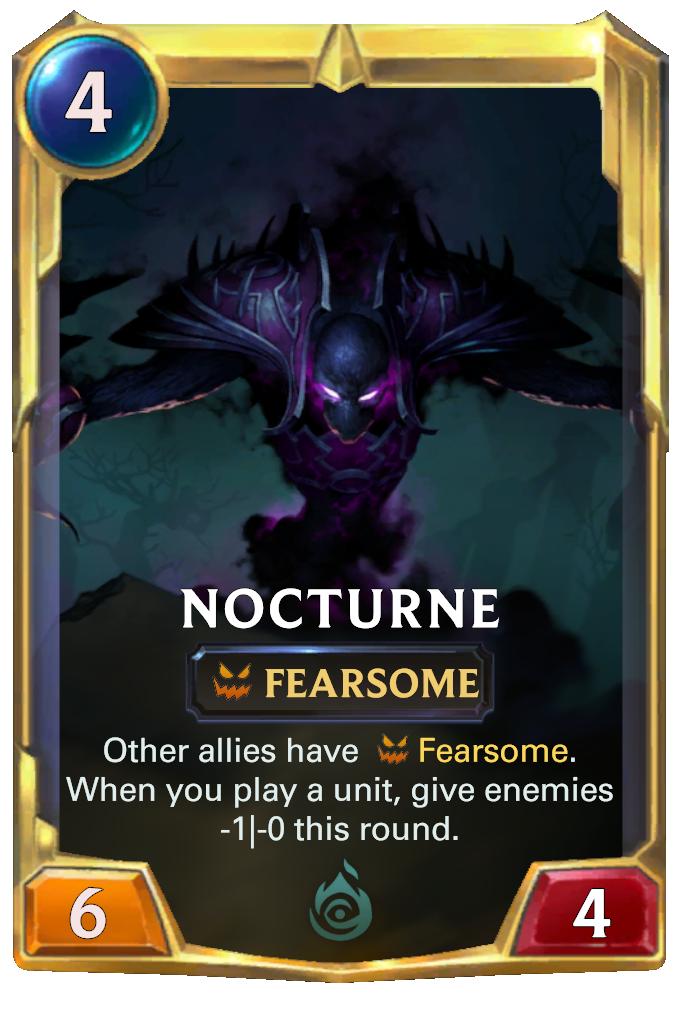 4
NOCTURNE
FEARSOME
Other allies have Fearsome.
When you play a unit, give enemies
-1|-0 this round.
6
4